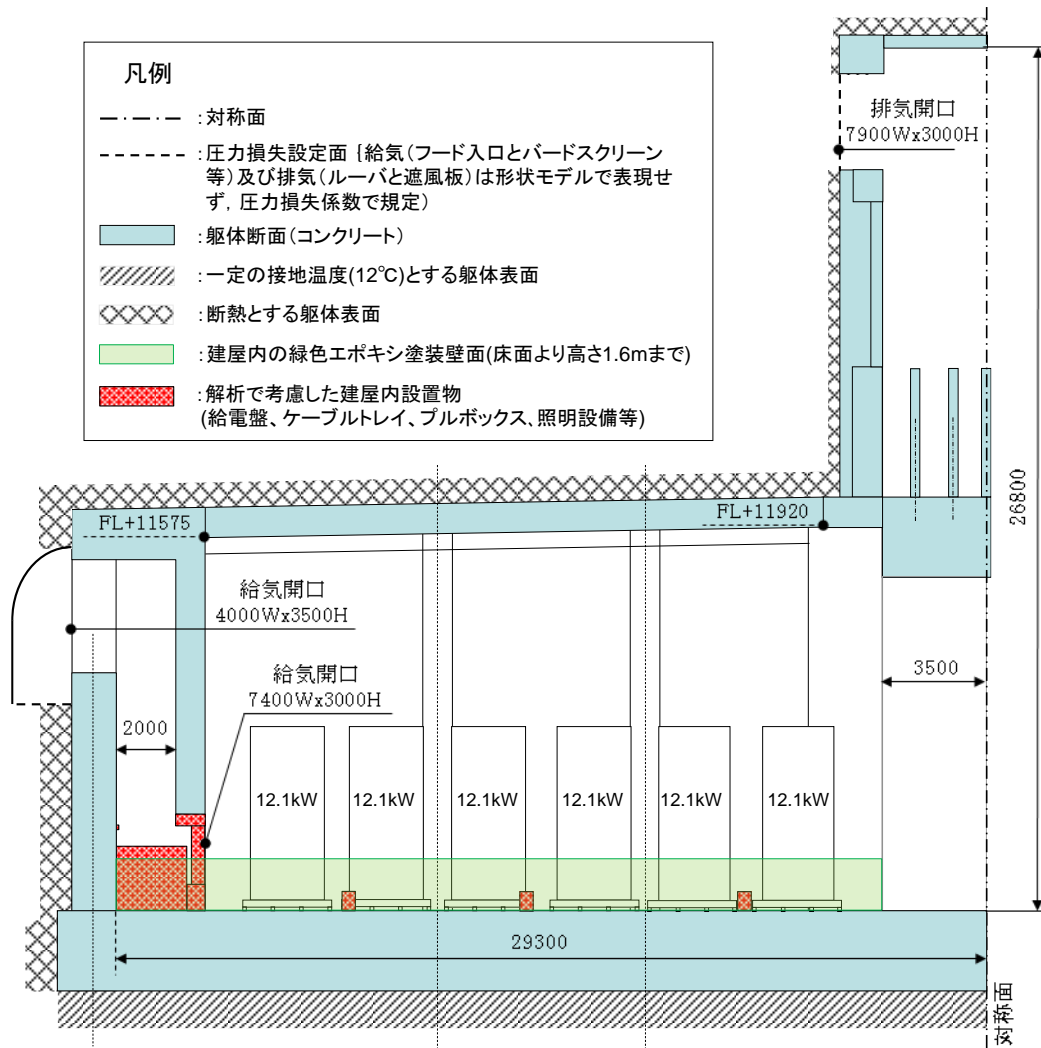 凡例
:対称面
:圧力損失設定面｛給気(フード入口とバードスクリーン
等)及び排気(ルーバと遮風板)は形状モデルで表現せ
ず，圧力損失係数で規定)
:躯体断面(コンクリート)
:一定の接地温度(12℃)とする躯体表面
:断熱とする躯体表面
:建屋内の緑色エポキシ塗装壁面(床面より高さ1.6mまで)
:解析で考慮した建屋内設置物
(給電盤、ケーブルトレイ、プルボックス、照明設備等)
排気開口
7900Wx3000H
26800
FL+11575
FL+11920
給気開口
4000Wx3500H
給気開口
7400Wx3000H
3500
2000
12.1kW
12.1kW
12.1kW
12.1kW
12.1kW
12.1kW
29300
対称面